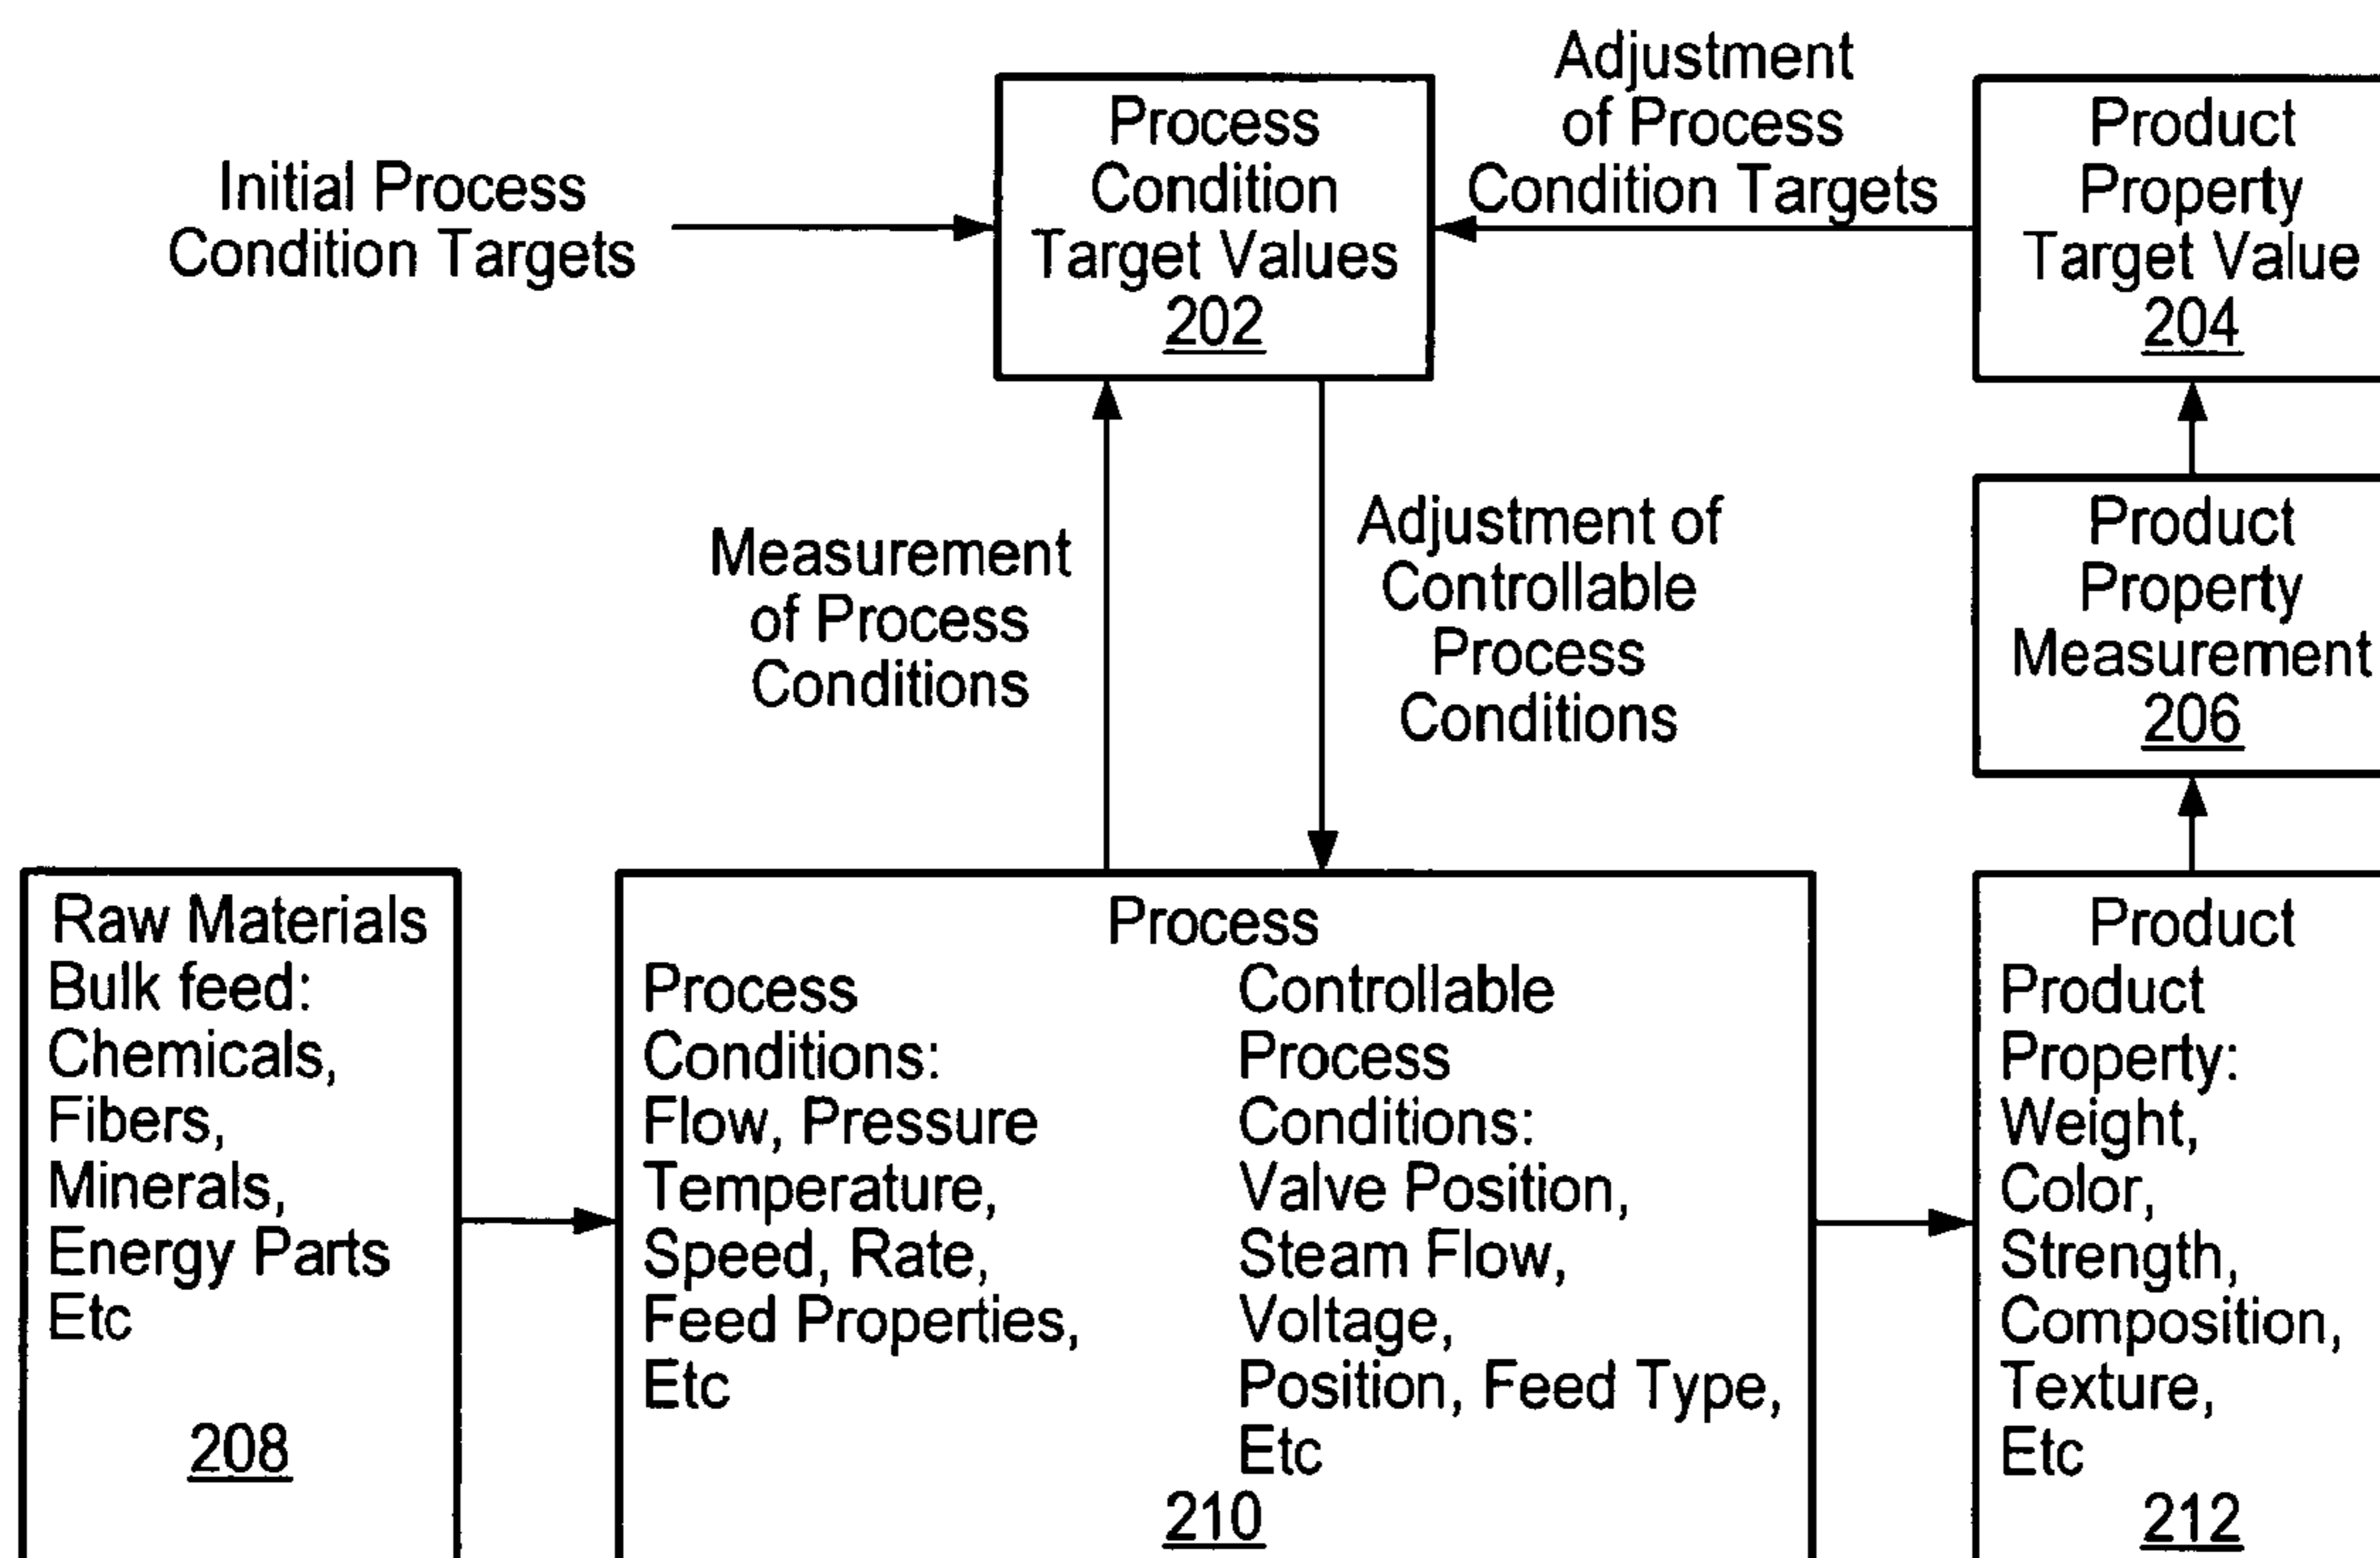 Initial Process
Condition Targets
Process
Condition
Target Values
202
Adjustment
of Process
Condition Targets
Product
Property
Target Value
204
Measurement
of Process
Conditions
Adjustment of
Controllable
Process
Conditions
Product
Property
Measurement
206
Raw Materials
Bulk feed:
Chemicals,
Fibers,
Minerals,
Energy Parts
Etc
208
Process
Process
Conditions:
Flow, Pressure
Temperature,
Speed, Rate,
Feed Properties,
Etc
Controllable
Process
Conditions:
Valve Position,
Steam Flow,
Voltage,
Position, Feed Type,
Etc
210
Product
Product
Property:
Weight,
Color,
Strength,
Composition,
Texture,
Etc
212